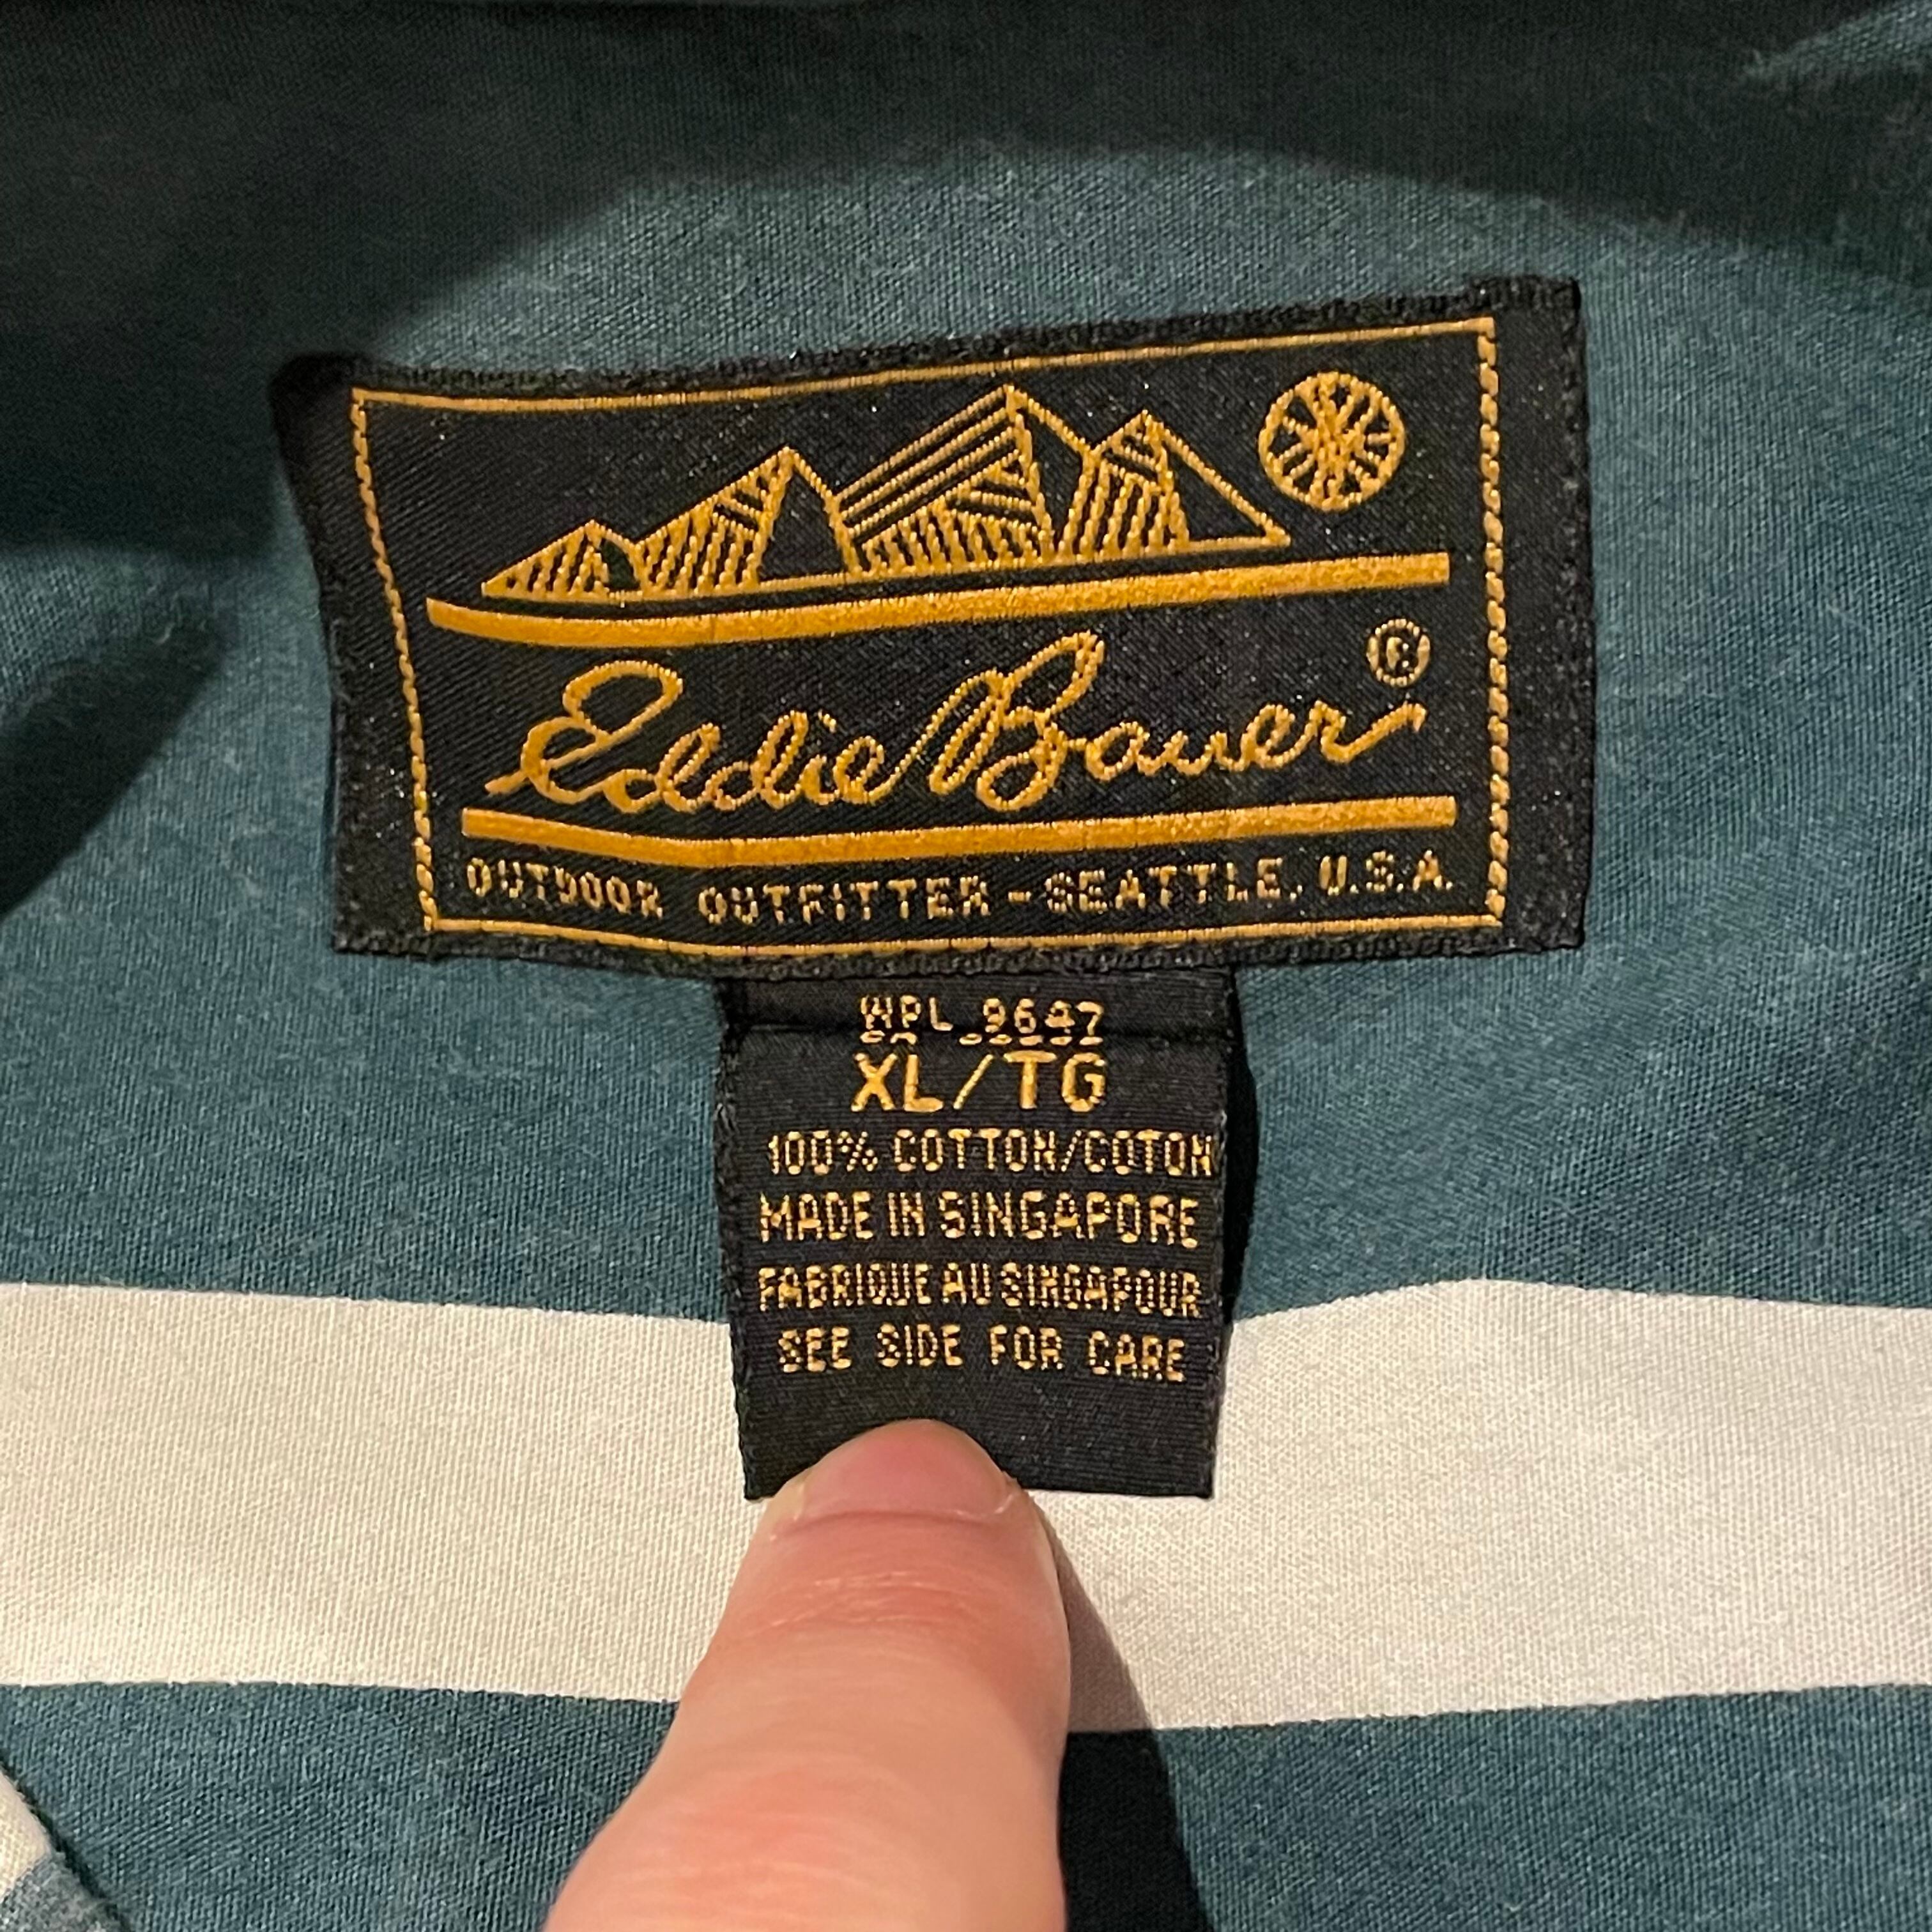 Eddie Bauer®
OUTDOOR OUTFITTER - SEATTLE, U.S.A.
WPL 9647
XL/TG
100% COTTON/COTON
MADE IN SINGAPORE
FABRIQUE AU SINGAPOUR
SEE SIDE FOR CARE